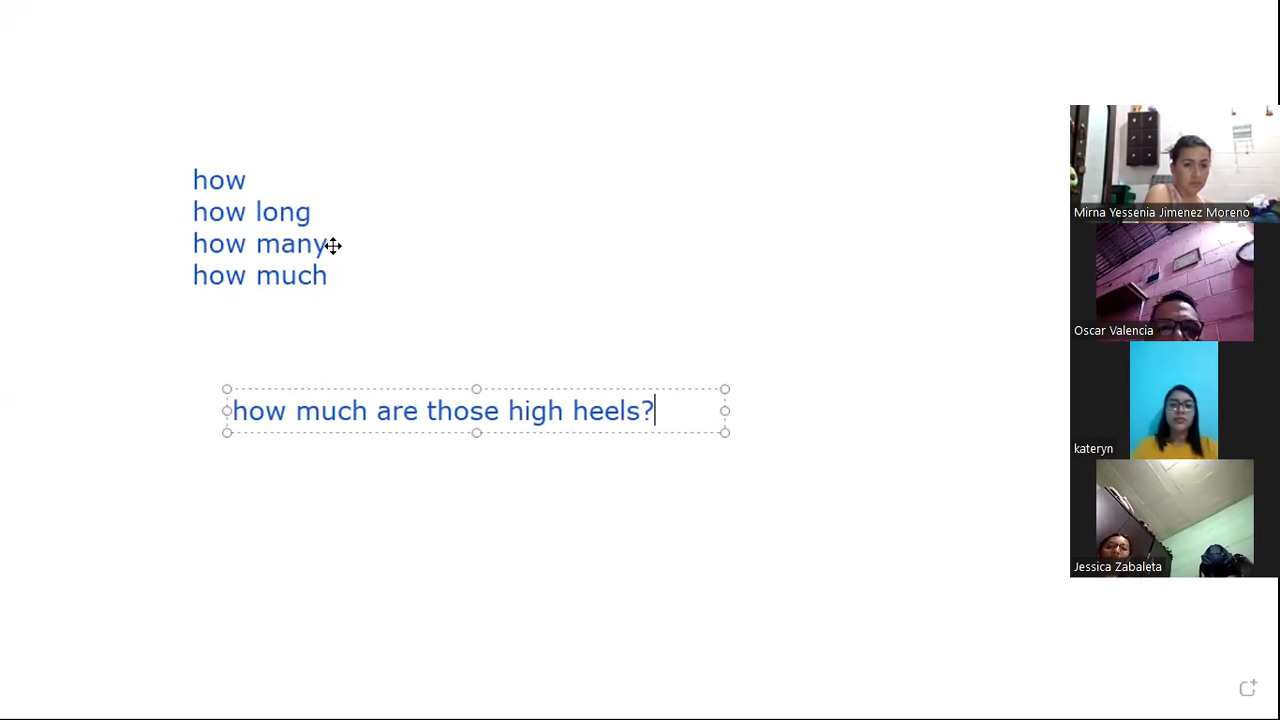 how
how long
how many
how much
how much are those high heels?
Mirna Yessenia Jimenez Moreno
Oscar Valencia
kateryn
Jessica Zabaleta